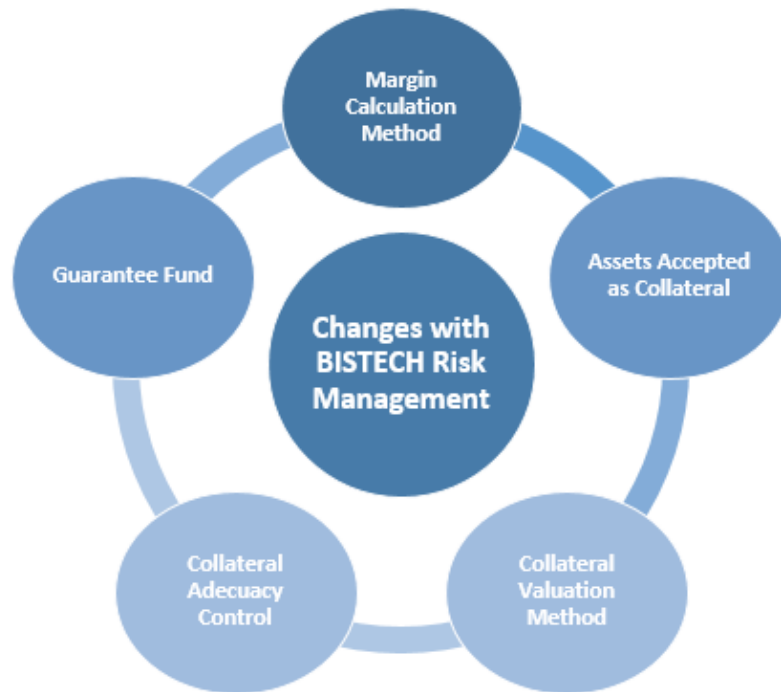 Margin
Calculation
Method
Guarantee Fund
Assets Accepted
as Collateral
Changes with
BISTECH Risk
Management
Collateral
Adecuacy
Control
Collateral
Valuation
Method